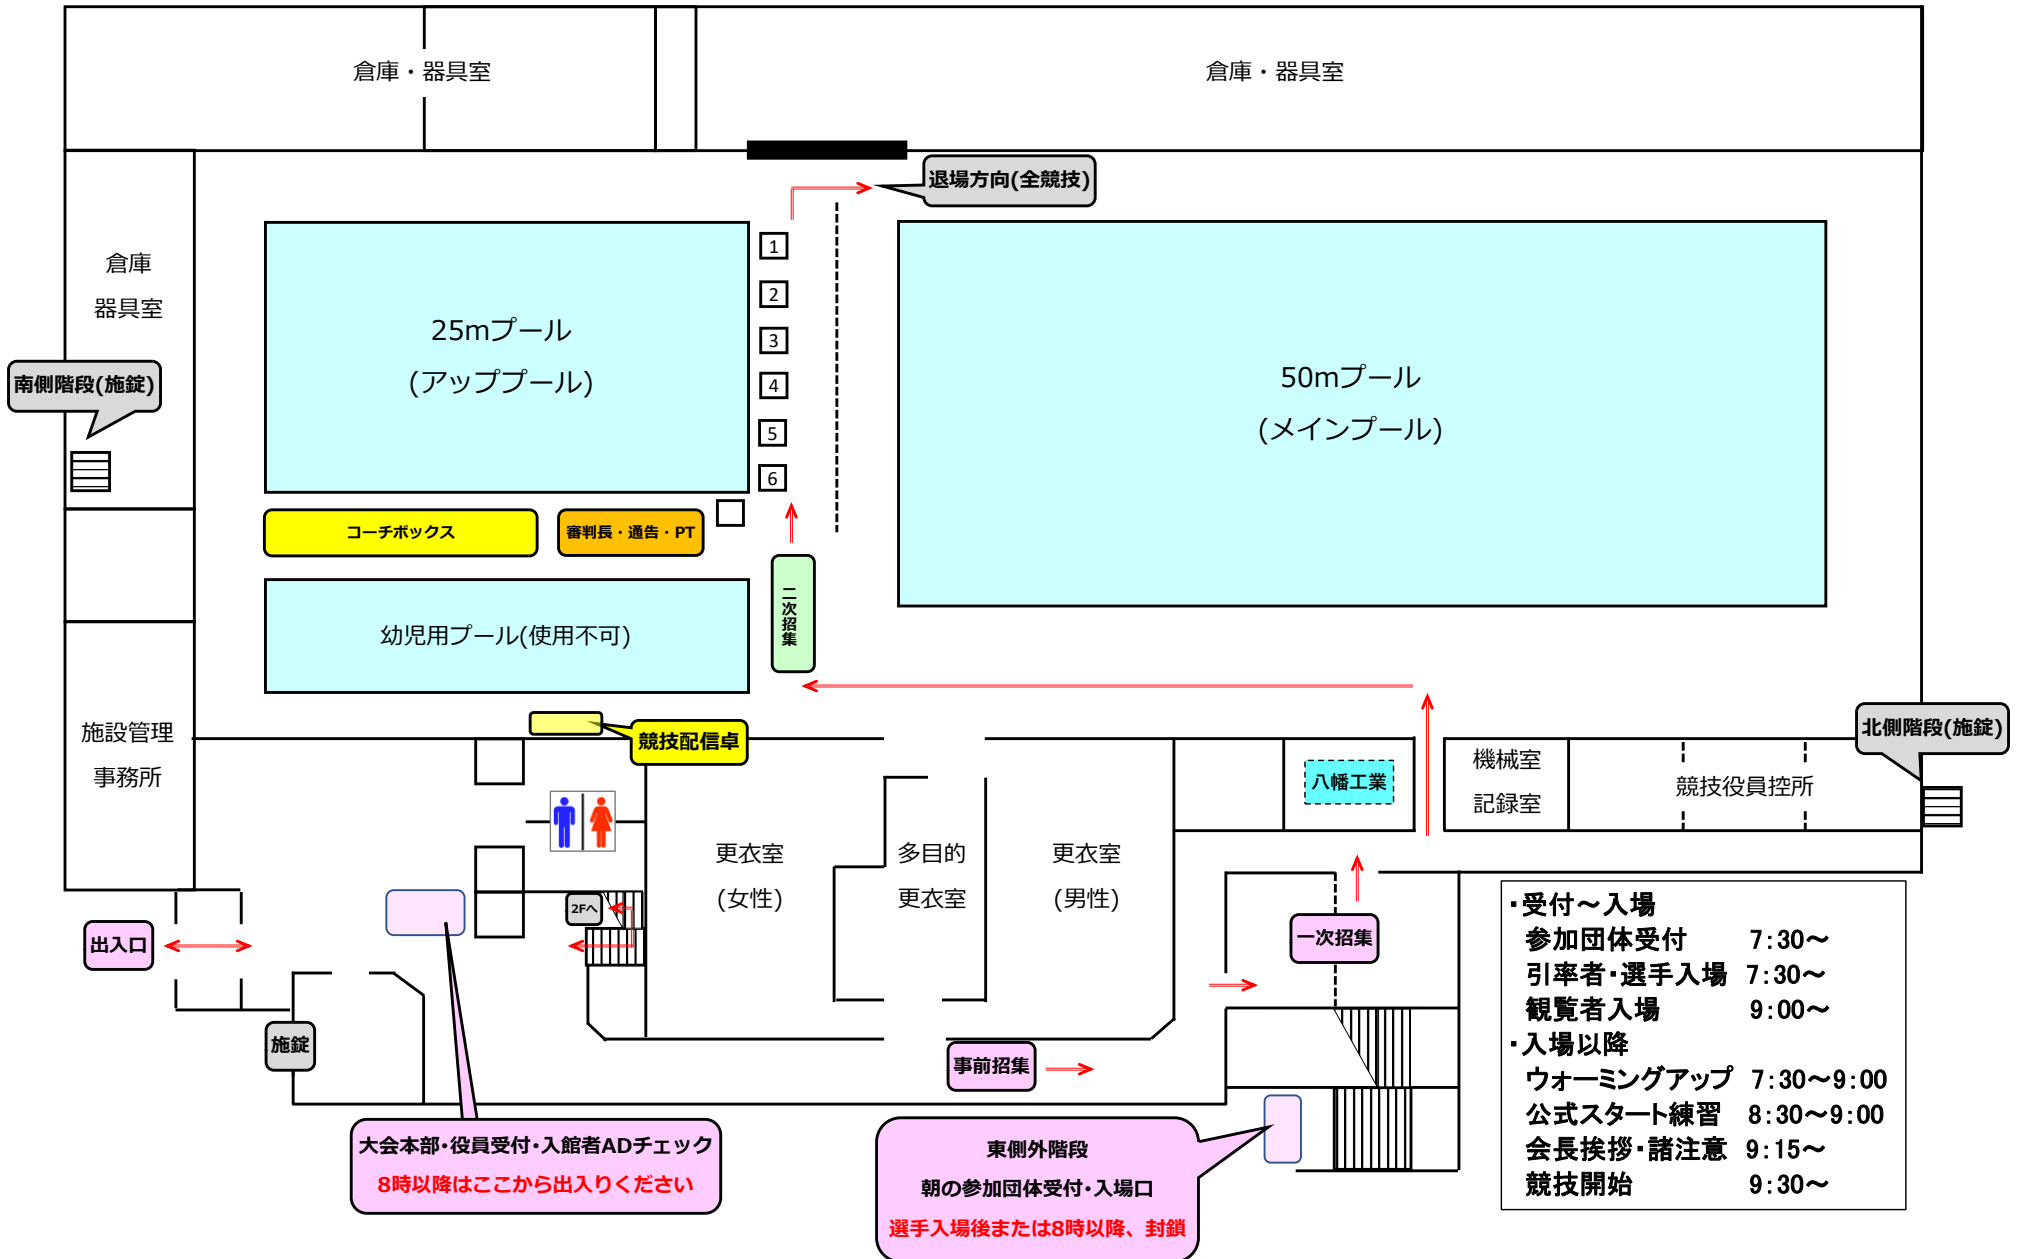 倉庫・器具室
倉庫・器具室
退場方向(全競技)
倉庫
器具室
1
2
3
4
5
6
25mプール
(アッププール)
50mプール
(メインプール)
南側階段(施錠)
コーチボックス
審判長・通告・PT
二次招集
幼児用プール(使用不可)
施設管理
事務所
競技配信卓
八幡工業
機械室
記録室
競技役員控所
北側階段(施錠)
更衣室
(女性)
多目的
更衣室
更衣室
(男性)
2Fへ
出入口
一次招集
施錠
事前招集
大会本部・役員受付・入館者ADチェック
8時以降はここから出入りください
東側外階段
朝の参加団体受付・入場口
選手入場後または8時以降、封鎖
・受付～入場
参加団体受付 7:30～
引率者・選手入場 7:30～
観覧者入場 9:00～
・入場以降
ウォーミングアップ 7:30～9:00
公式スタート練習 8:30～9:00
会長挨拶・諸注意 9:15～
競技開始 9:30～